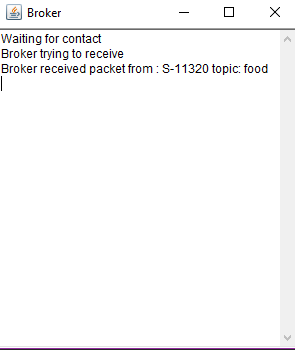 Broker
Waiting for contact
Broker trying to receive
Broker received packet from : S-11320 topic: food